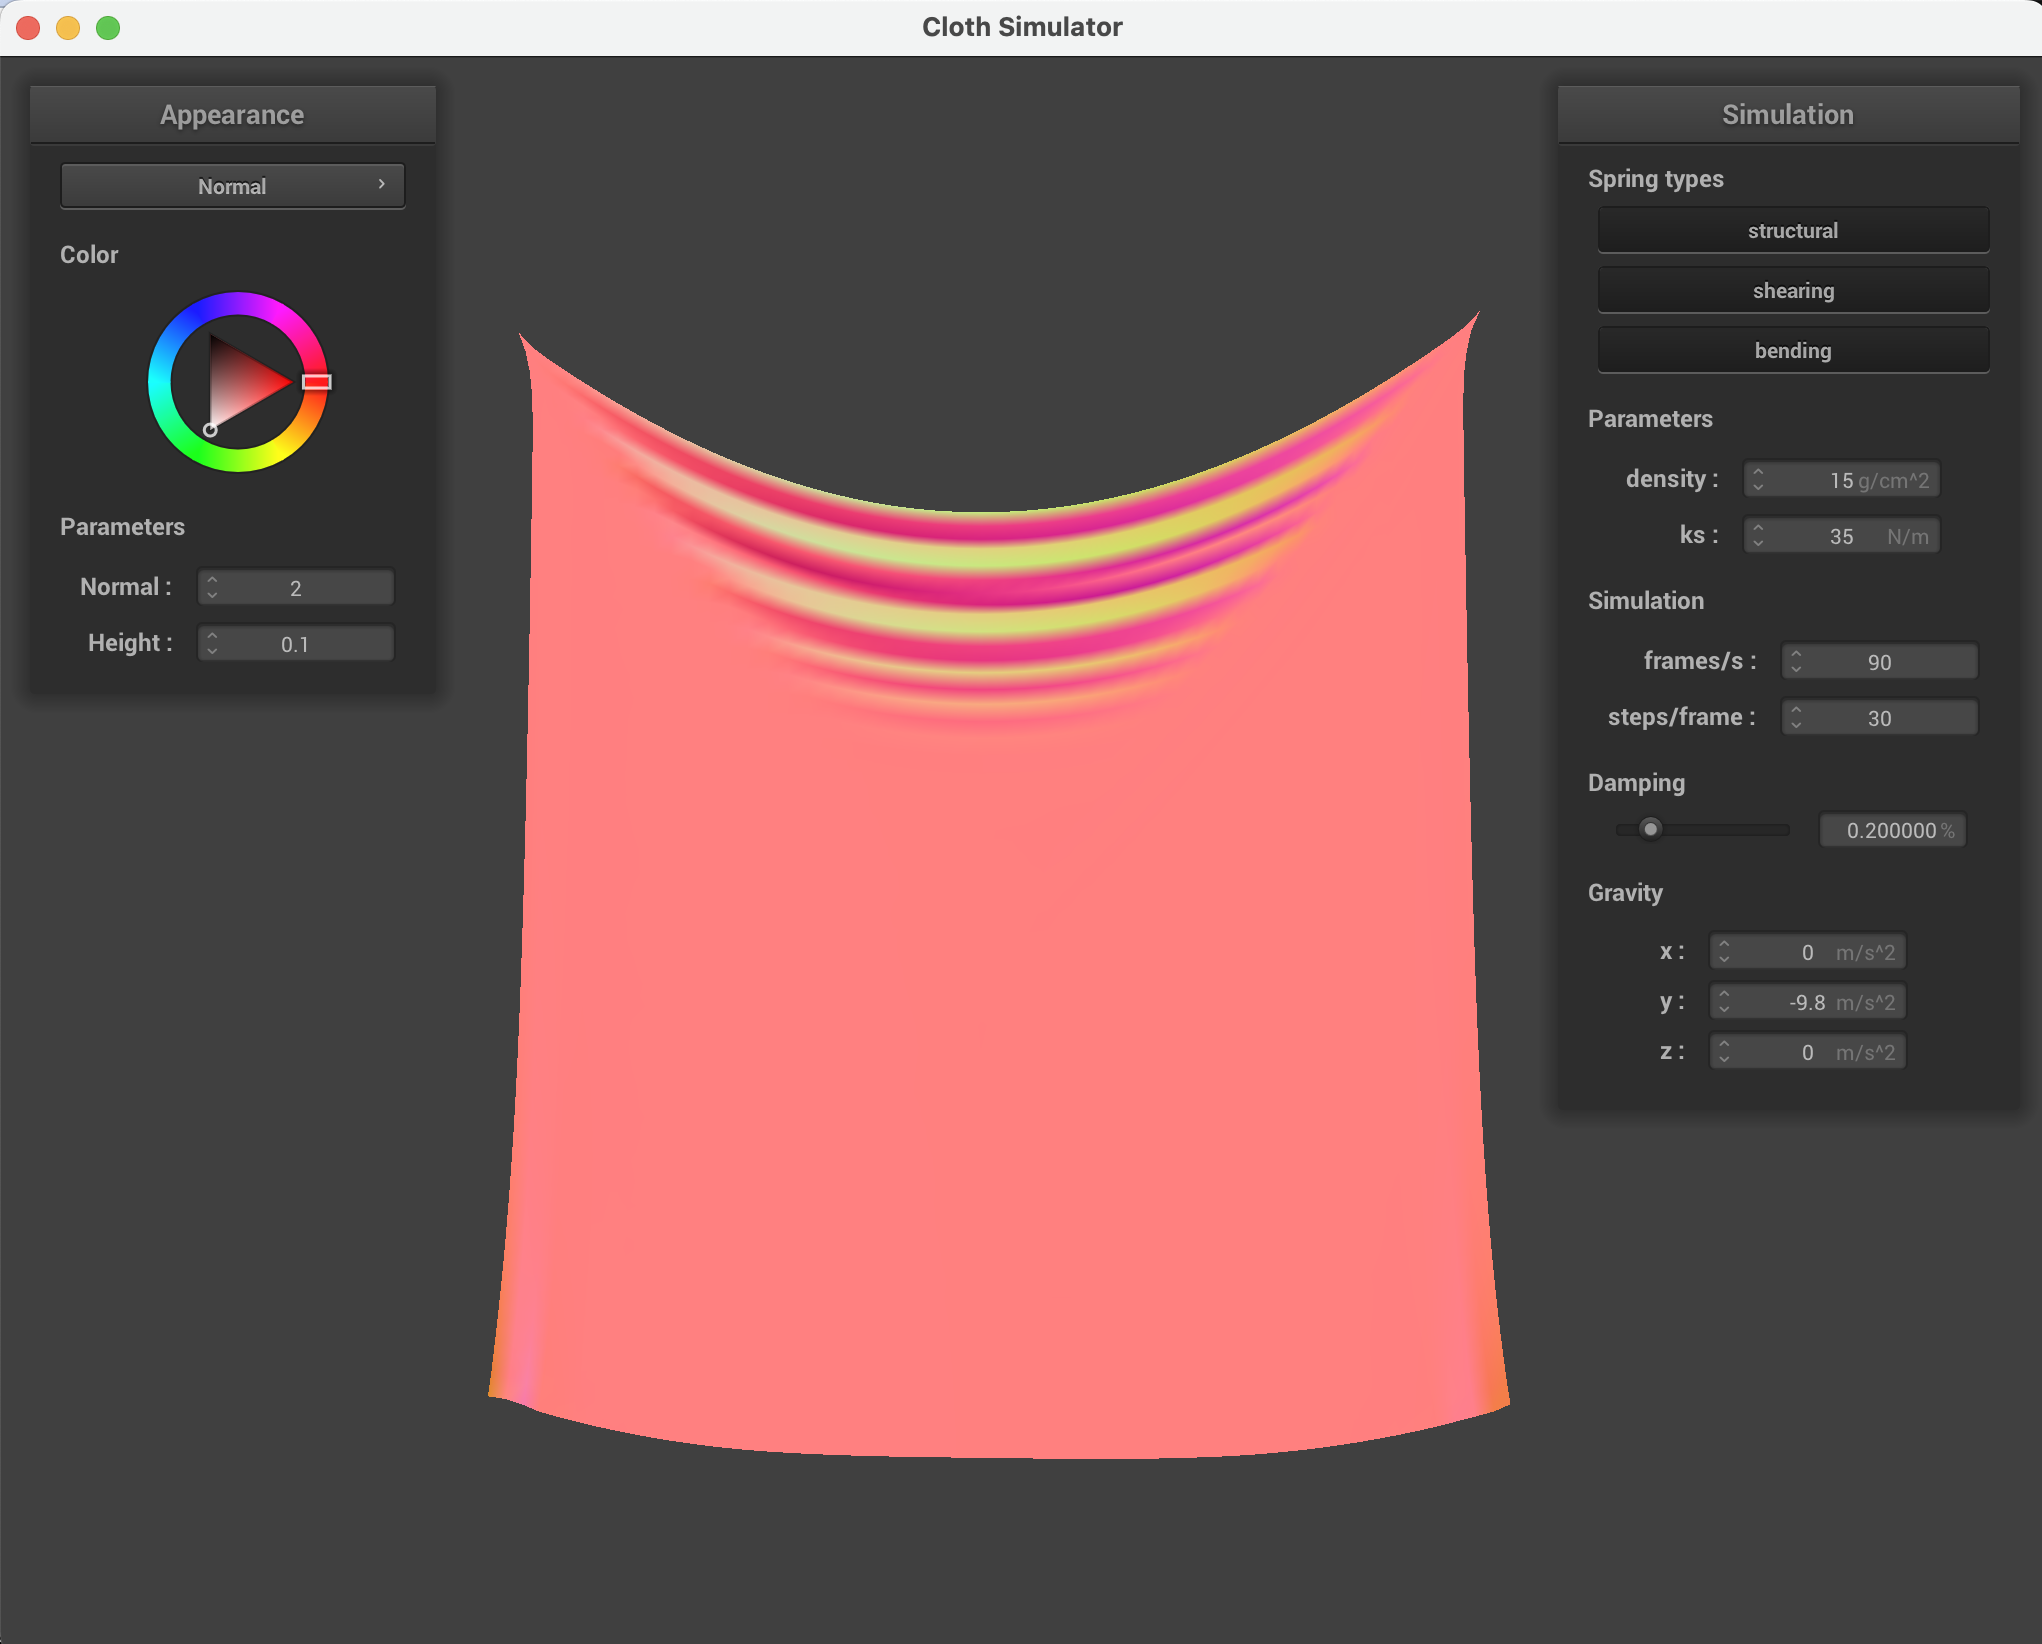 Cloth Simulator
Appearance
Normal
Color
Parameters
Normal : 2
Height : 0.1
Simulation
Spring types
structural
shearing
bending
Parameters
density : 15 g/cm^2
ks : 35 N/m
Simulation
frames/s : 90
steps/frame : 30
Damping
0.200000 %
Gravity
x : 0 m/s^2
y : -9.8 m/s^2
z : 0 m/s^2